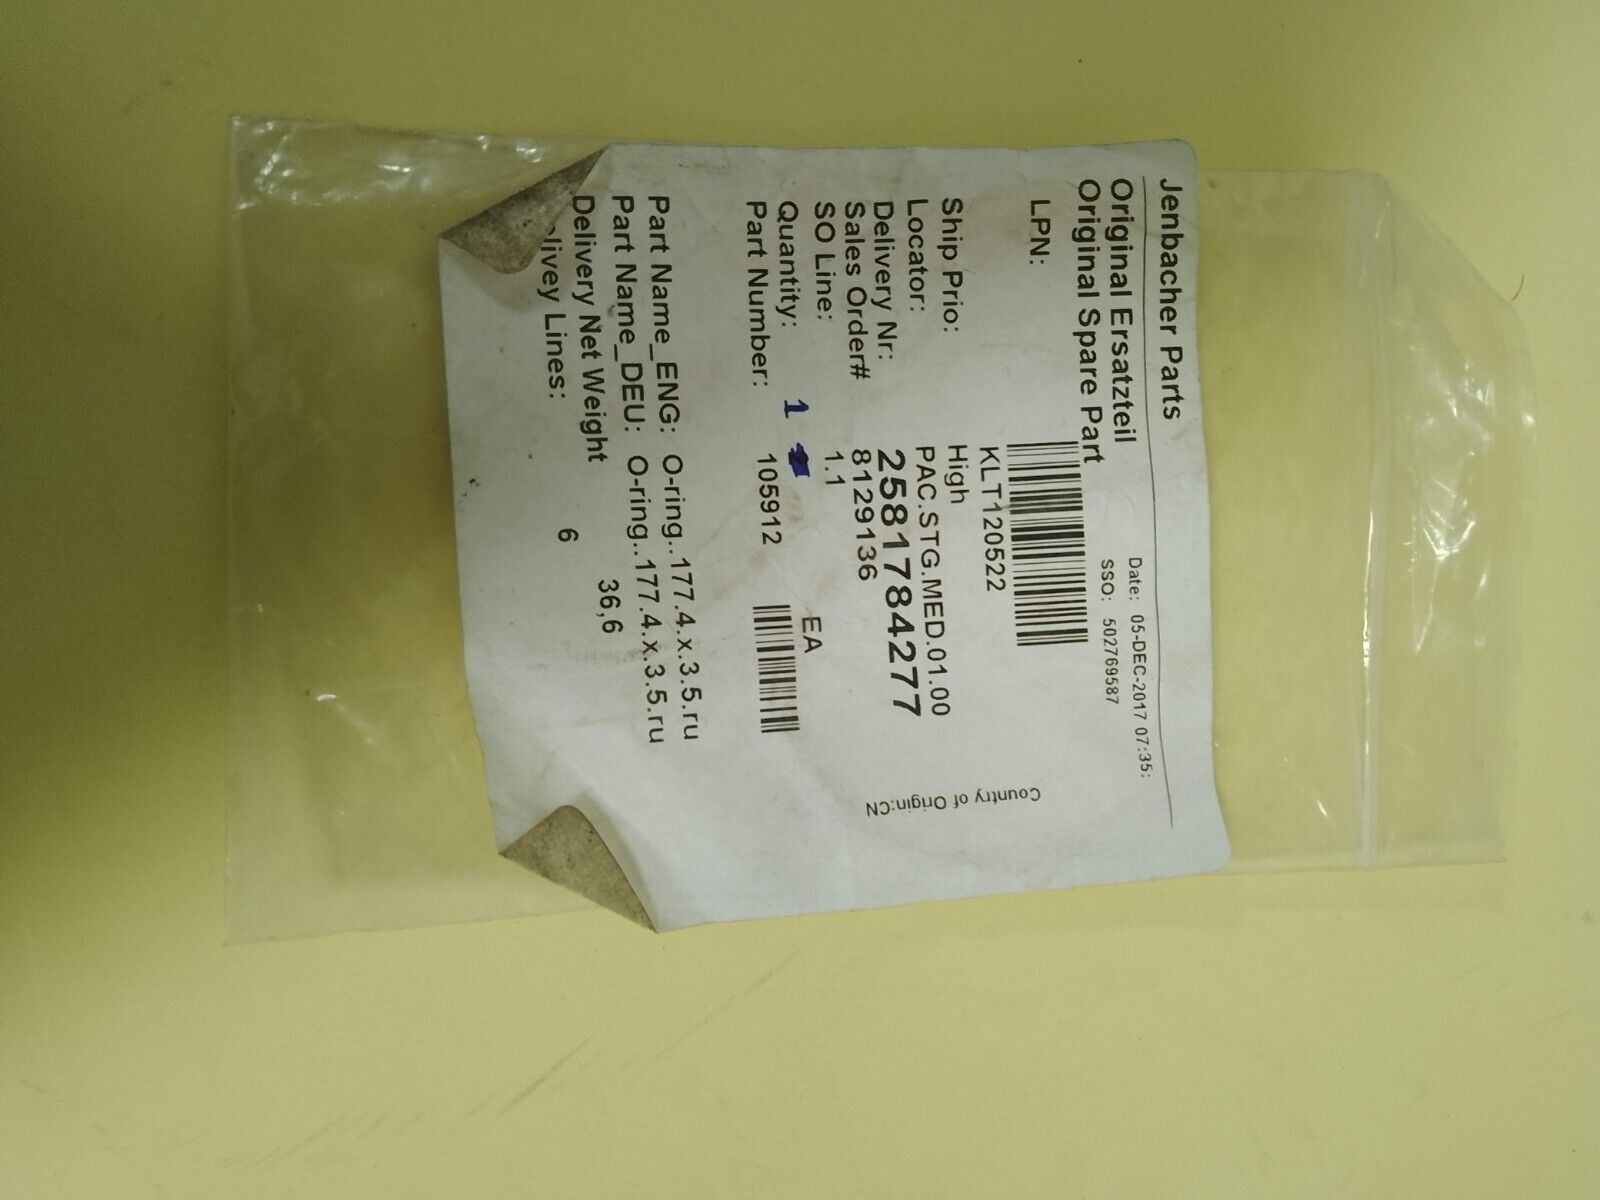 Jenbacher Parts
Original Ersatzteil
Date: 05-DEC-2017 07:35:
Original Spare Part
SSO: 502769587
LPN:
KLT120522
Ship Prio: High
Locator: PAC.STG.MED.01.00
Delivery Nr: 2581784277
Sales Order# 8129136
SO Line: 1.1
Quantity: 1 EA
Part Number: 105912
Part Name_ENG: O-ring..177.4.x.3.5.ru
Part Name_DEU: O-ring..177.4.x.3.5.ru
Delivery Net Weight 36,6
Lines: 6
Country of Origin:CN